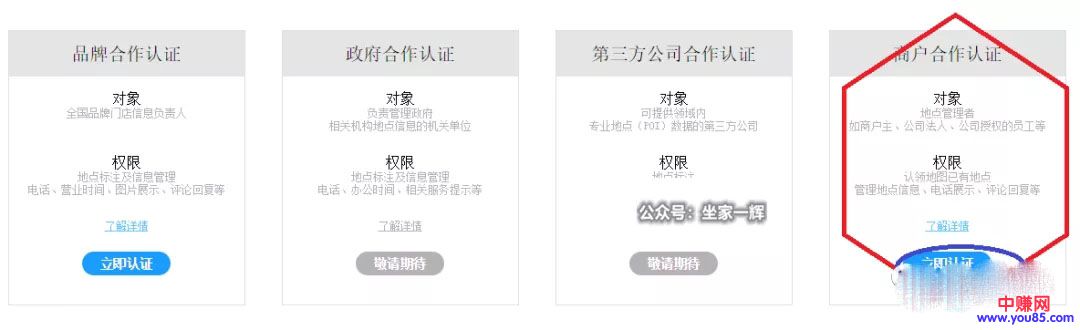 品牌合作认证
对象
全国品牌门店信息负责人
权限
地点标注及信息管理
电话、营业时间、图片展示、评论回复等
了解详情
立即认证
政府合作认证
对象
负责管理政府
相关机构地点信息的机关单位
权限
地点标注及信息管理
电话、办公时间、相关服务提示等
了解详情
敬请期待
第三方公司合作认证
对象
可提供领域内
专业地点（POI）数据的第三方公司
权限
地点标注
公众号：坐家一辉
敬请期待
商户合作认证
对象
地点管理者
如商户主、公司法人、公司授权的员工等
权限
认领地图已有地点
管理地点信息、电话展示、评论回复等
了解详情
立即认证
中赚网
www.you85.com